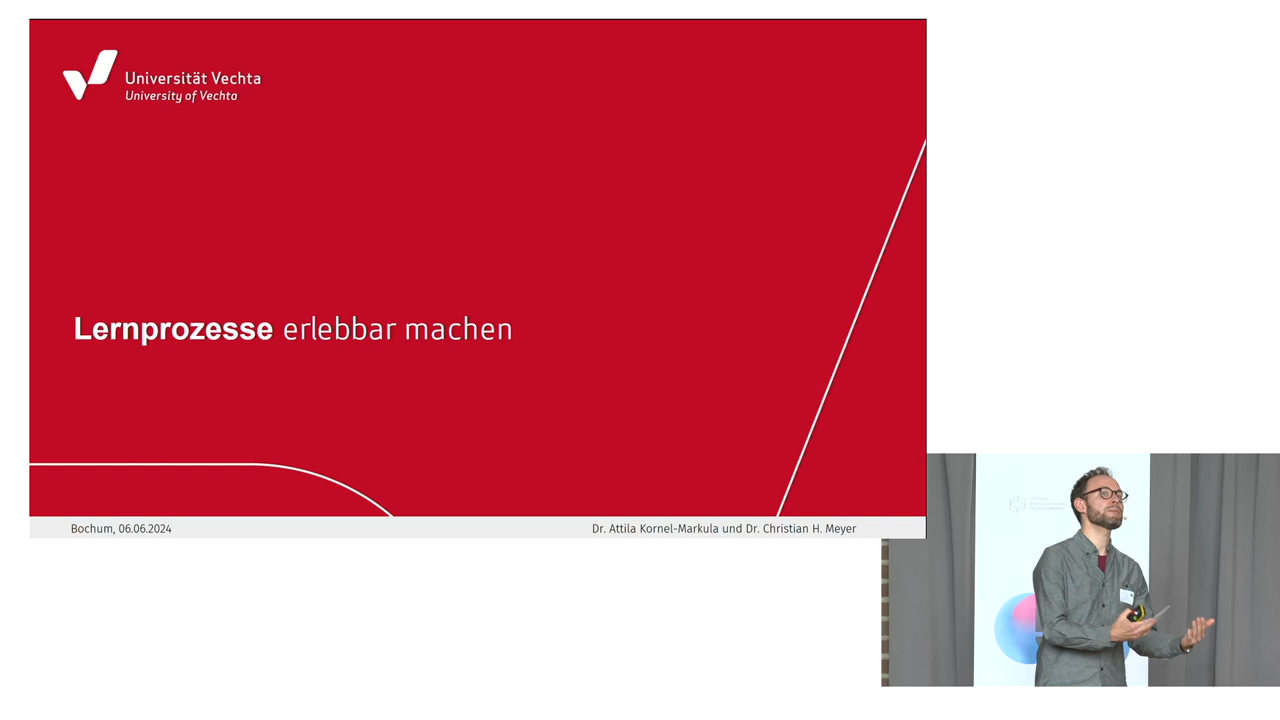 Universität Vechta
University of Vechta
Lernprozesse erlebbar machen
Bochum, 06.06.2024
Dr. Attila Kornel-Markula und Dr. Christian H. Meyer